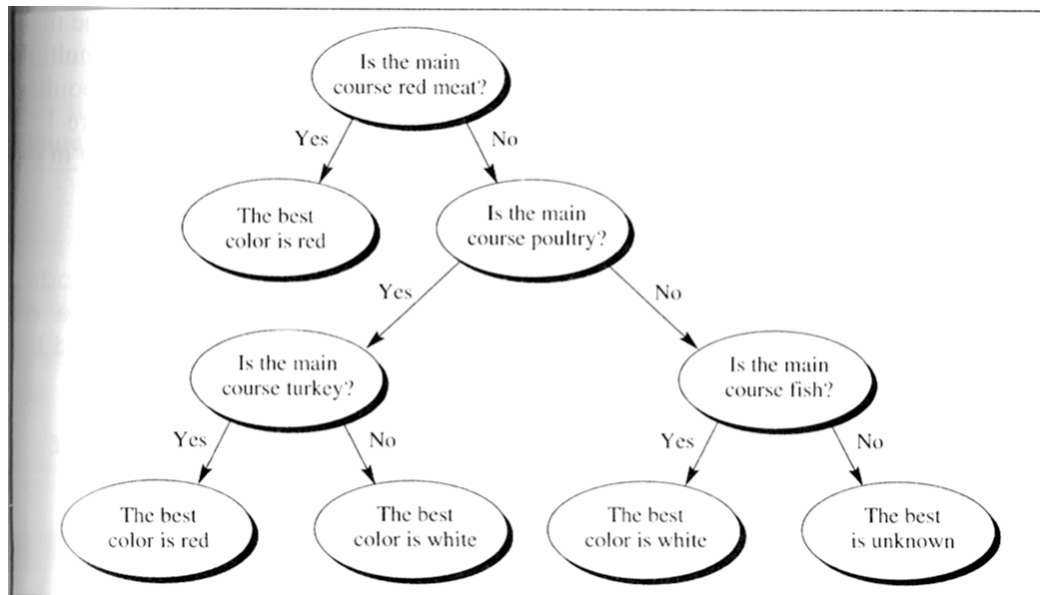 Is the main
course red meat?
Yes
No
The best
color is red
Is the main
course poultry?
Yes
No
Is the main
course turkey?
Is the main
course fish?
Yes
No
Yes
No
The best
color is red
The best
color is white
The best
color is white
The best
is unknown